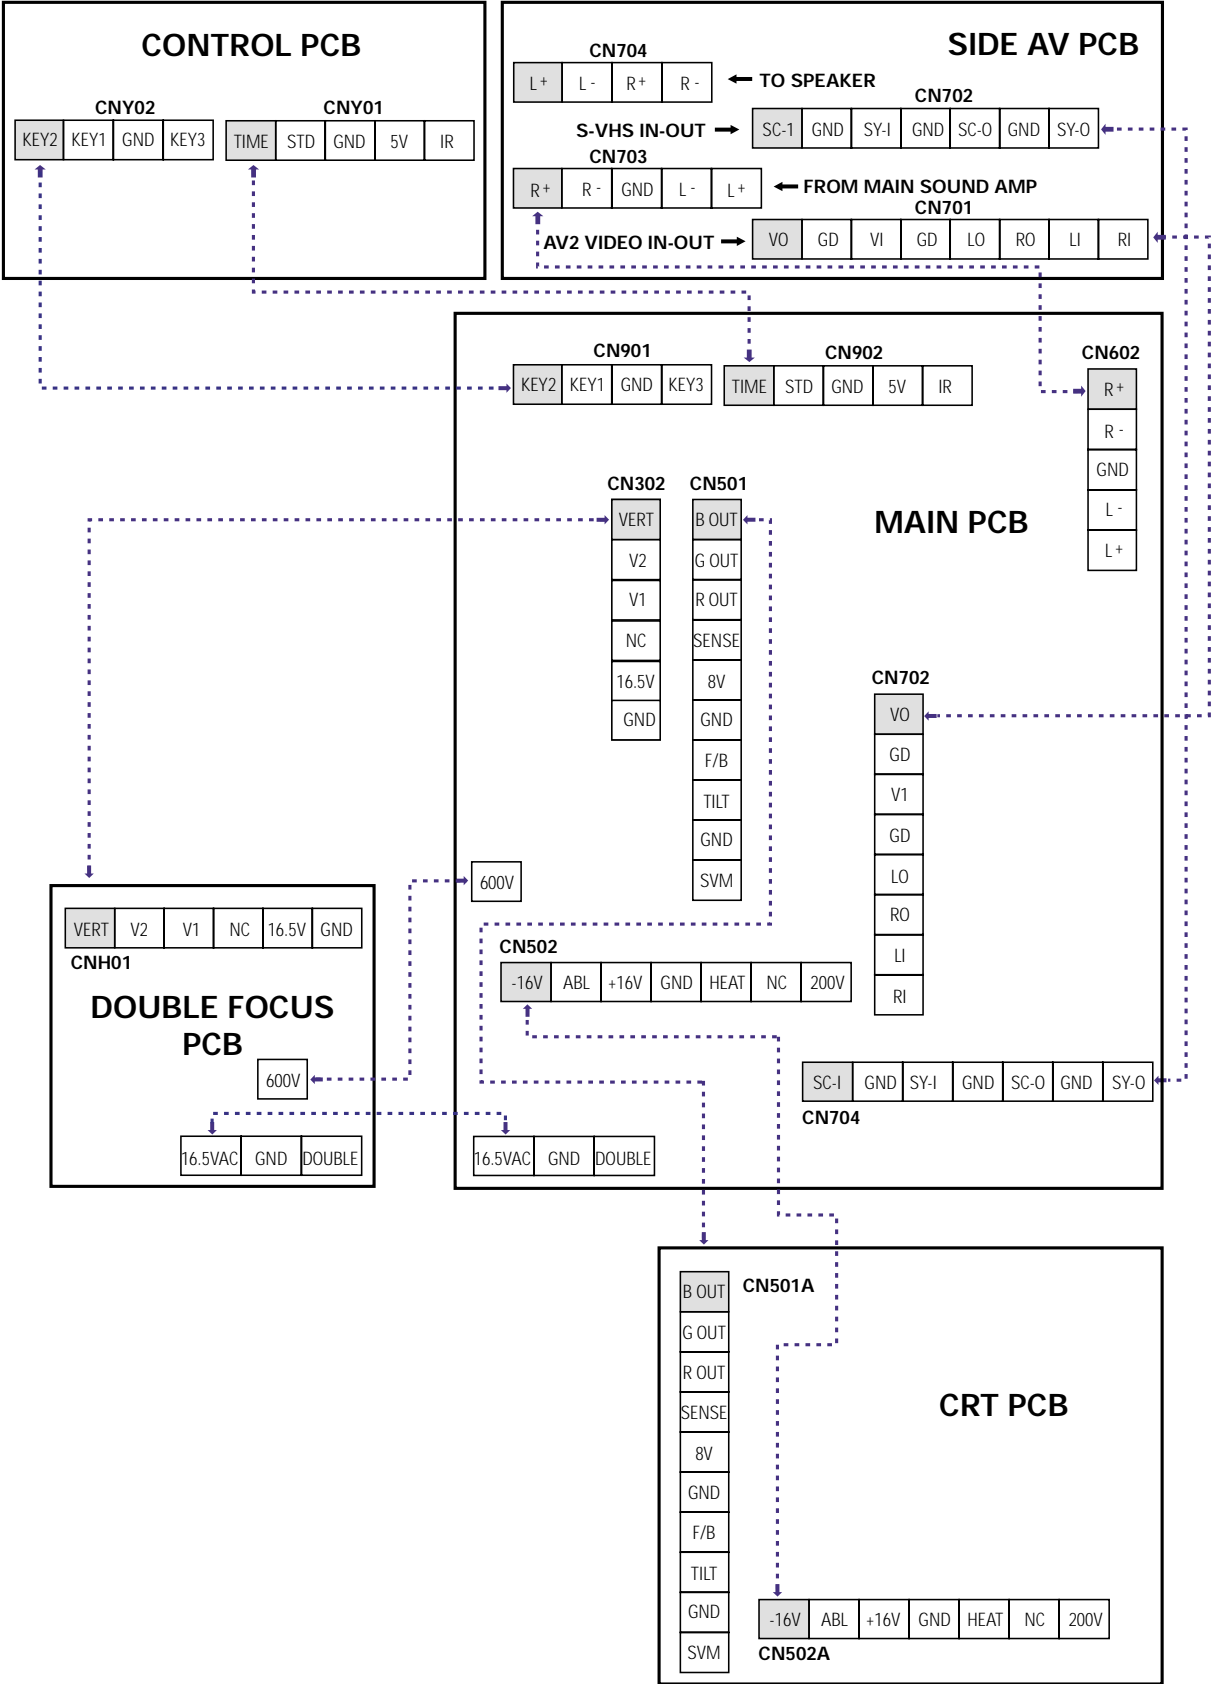 CONTROL PCB
CNY02 CNY01
KEY2 KEY1 GND KEY3 TIME STD GND 5V IR
SIDE AV PCB
CN704
L+ L- R+ R- TO SPEAKER
CN702
S-VHS IN-OUT SC-1 GND SY-I GND SC-O GND SY-O
CN703
R+ R- GND L- L+ FROM MAIN SOUND AMP
CN701
AV2 VIDEO IN-OUT VO GD VI GD LO RO LI RI
CN901 CN902 CN602
KEY2 KEY1 GND KEY3 TIME STD GND 5V IR
R+
R-
GND
L-
L+
MAIN PCB
CN302
VERT
V2
V1
NC
16.5V
GND
CN501
B OUT
G OUT
R OUT
SENSE
8V
GND
F/B
TILT
GND
SVM
CN702
VO
GD
V1
GD
LO
RO
LI
RI
600V
CN502
-16V ABL +16V GND HEAT NC 200V
SC-I GND SY-I GND SC-O GND SY-O
CN704
16.5VAC GND DOUBLE
VERT V2 V1 NC 16.5V GND
CNH01
DOUBLE FOCUS
PCB
600V
16.5VAC GND DOUBLE
CN501A
B OUT
G OUT
R OUT
SENSE
8V
GND
F/B
TILT
GND
SVM
CRT PCB
-16V ABL +16V GND HEAT NC 200V
CN502A